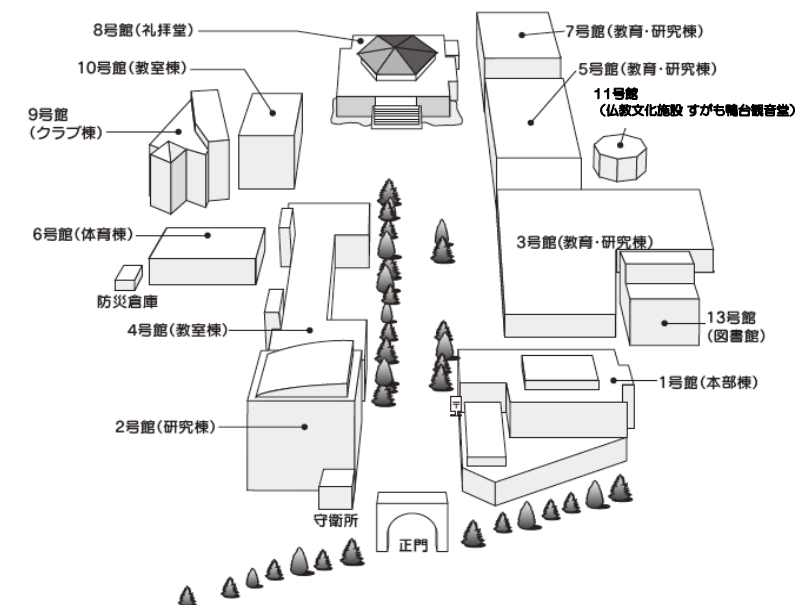 8号館(礼拝堂)
7号館(教育・研究棟)
10号館(教室棟)
5号館(教育・研究棟)
11号館
(仏教文化施設 すがも鴨台観音堂)
9号館
(クラブ棟)
6号館(体育棟)
3号館(教育・研究棟)
防災倉庫
4号館(教室棟)
13号館
(図書館)
1号館(本部棟)
〒
2号館(研究棟)
守衛所
正門